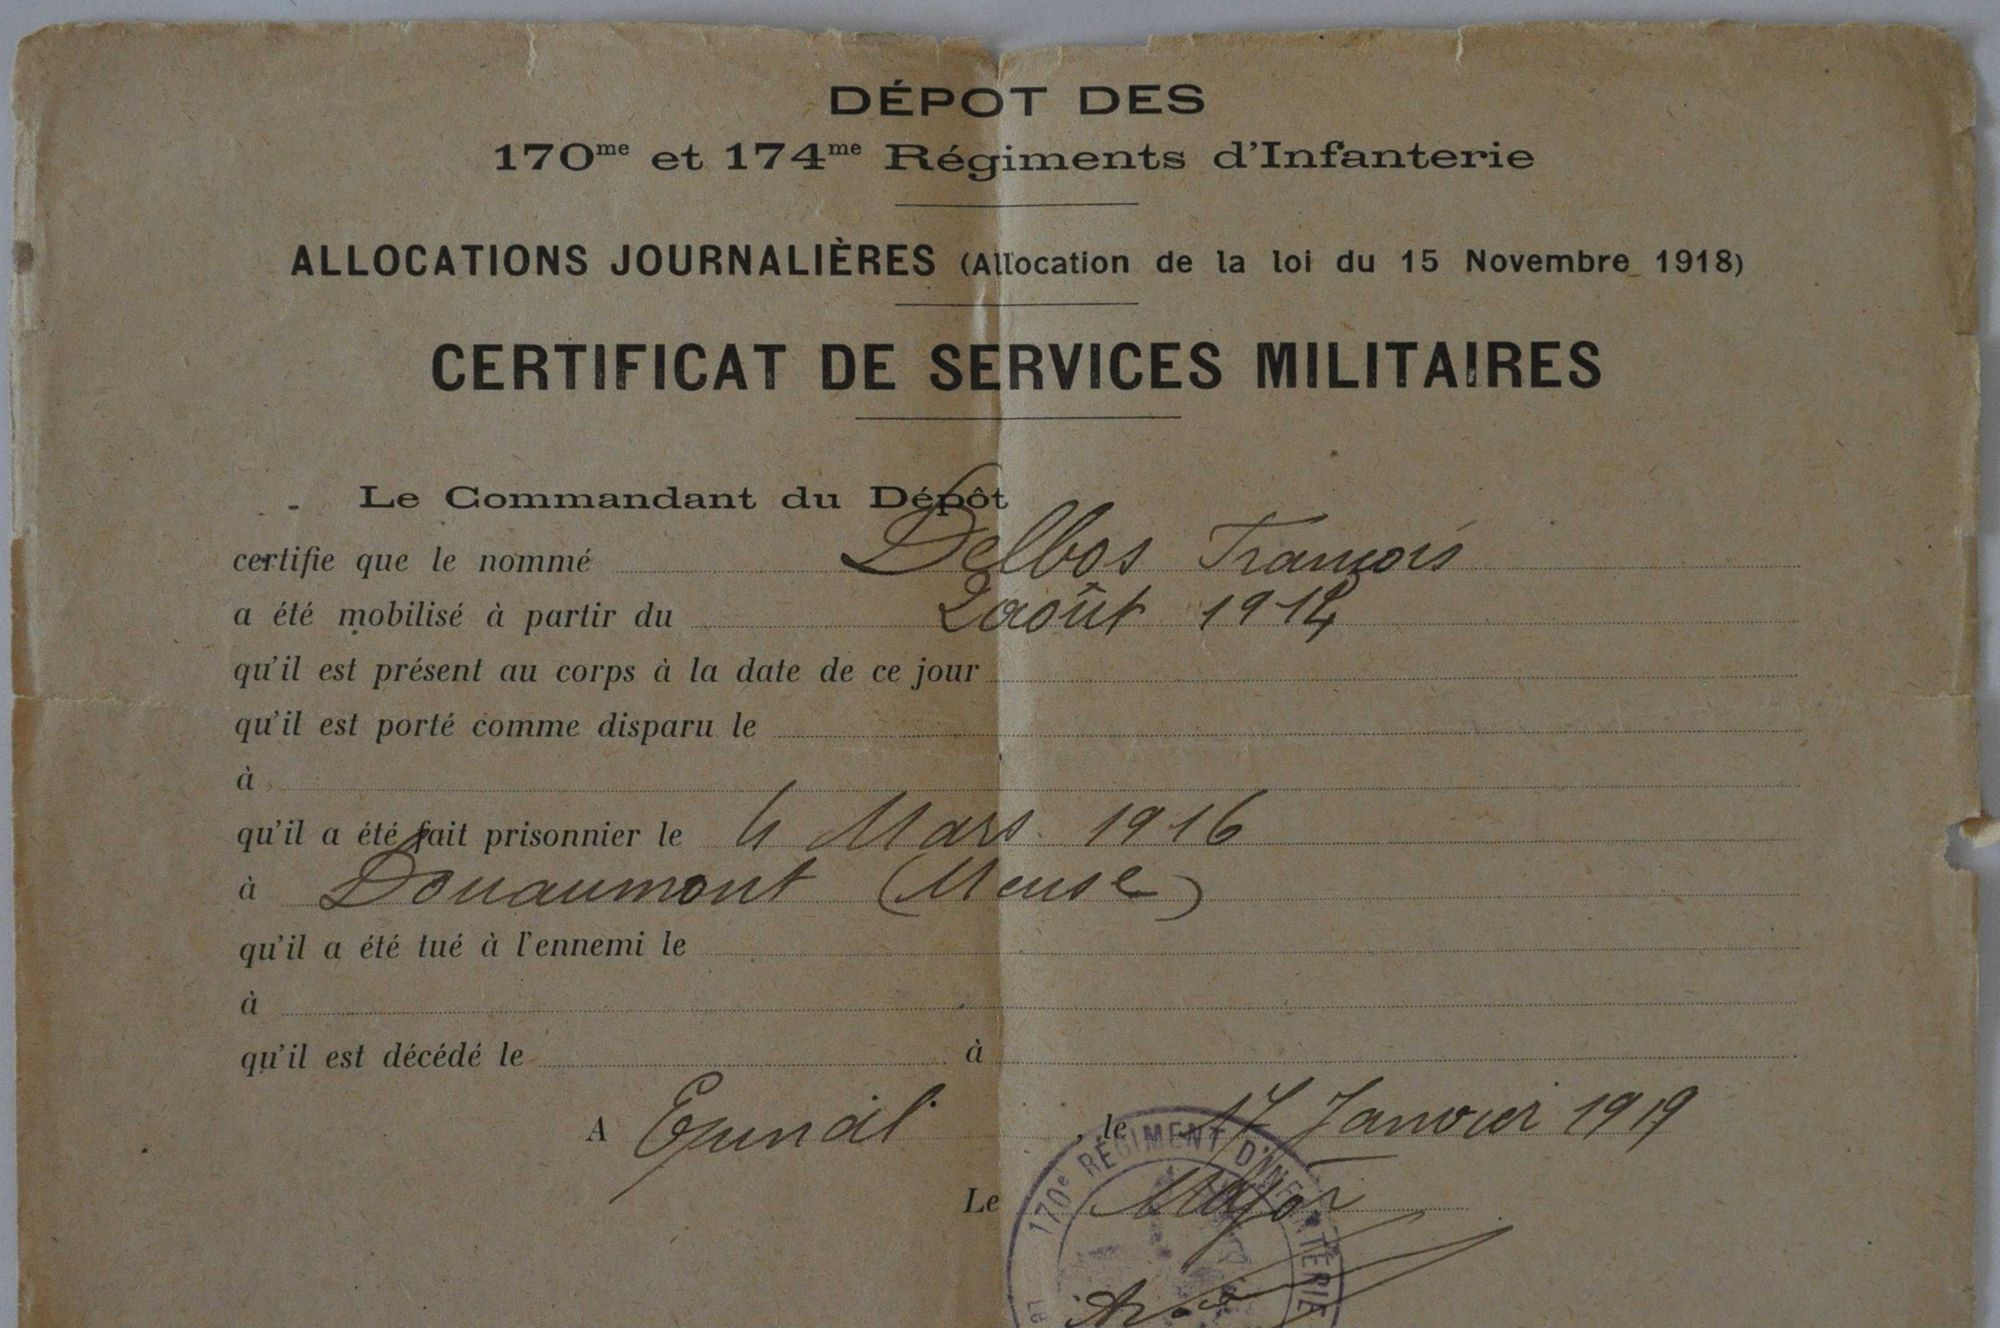 DÉPOT DES
170me et 174me Régiments d'Infanterie
ALLOCATIONS JOURNALIÈRES (Allocation de la loi du 15 Novembre 1918)
CERTIFICAT DE SERVICES MILITAIRES
Le Commandant du Dépôt
certifie que le nommé Delbos François
a été mobilisé à partir du 2 août 1914
qu'il est présent au corps à la date de ce jour
qu'il est porté comme disparu le
à
qu'il a été fait prisonnier le 4 Mars 1916
à Douaumont (Meuse)
qu'il a été tué à l'ennemi le
à
qu'il est décédé le à
A Epinal, le 17 Janvier 1919
Le Major
170e RÉGIMENT D'INFANTERIE